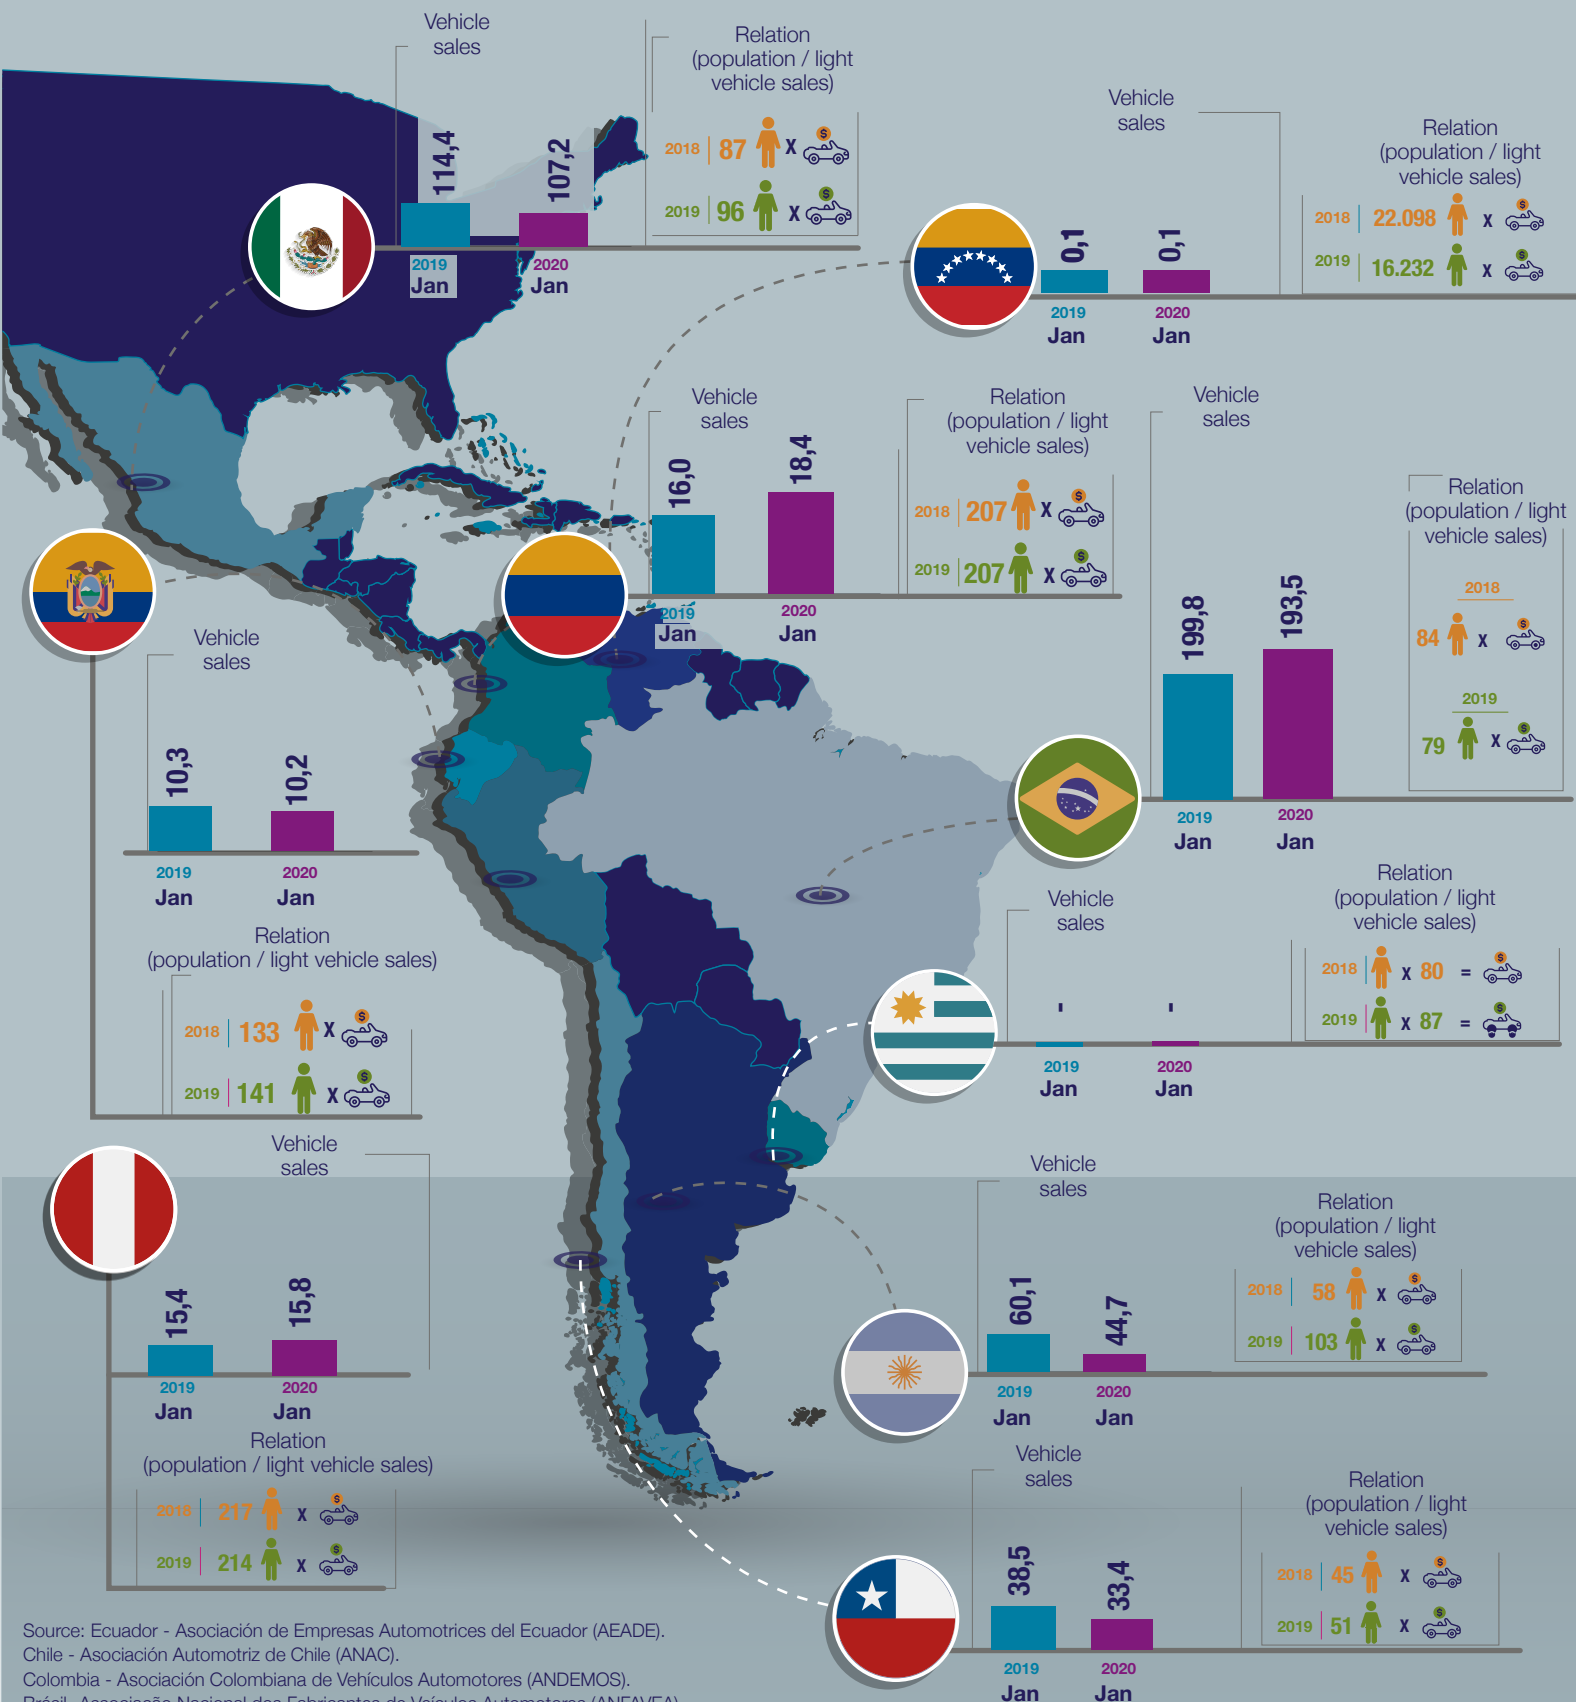 Vehicle
sales
114,4
107,2
2019
Jan
2020
Jan
Relation
(population / light
vehicle sales)
2018 87 X $
2019 96 X $
Vehicle
sales
0,1
0,1
2019
Jan
2020
Jan
Relation
(population / light
vehicle sales)
2018 22.098 X $
2019 16.232 X $
Vehicle
sales
16,0
18,4
2019
Jan
2020
Jan
Relation
(population / light
vehicle sales)
2018 207 X $
2019 207 X $
Vehicle
sales
199,8
193,5
2019
Jan
2020
Jan
Relation
(population / light
vehicle sales)
2018
84 X $
2019
79 X $
Vehicle
sales
10,3
10,2
2019
Jan
2020
Jan
Relation
(population / light vehicle sales)
2018 133 X $
2019 141 X $
Vehicle
sales
2019
Jan
2020
Jan
Relation
(population / light
vehicle sales)
2018 X 80 = $
2019 X 87 = $
Vehicle
sales
15,4
15,8
2019
Jan
2020
Jan
Relation
(population / light vehicle sales)
2018 217 X $
2019 214 X $
Vehicle
sales
60,1
44,7
2019
Jan
2020
Jan
Relation
(population / light
vehicle sales)
2018 58 X $
2019 103 X $
Vehicle
sales
38,5
33,4
2019
Jan
2020
Jan
Relation
(population / light
vehicle sales)
2018 45 X $
2019 51 X $
Source: Ecuador - Asociación de Empresas Automotrices del Ecuador (AEADE).
Chile - Asociación Automotriz de Chile (ANAC).
Colombia - Asociación Colombiana de Vehículos Automotores (ANDEMOS).
Brásil- Associação Nacional dos Fabricantes de Veículos Automotores (ANFAVEA)